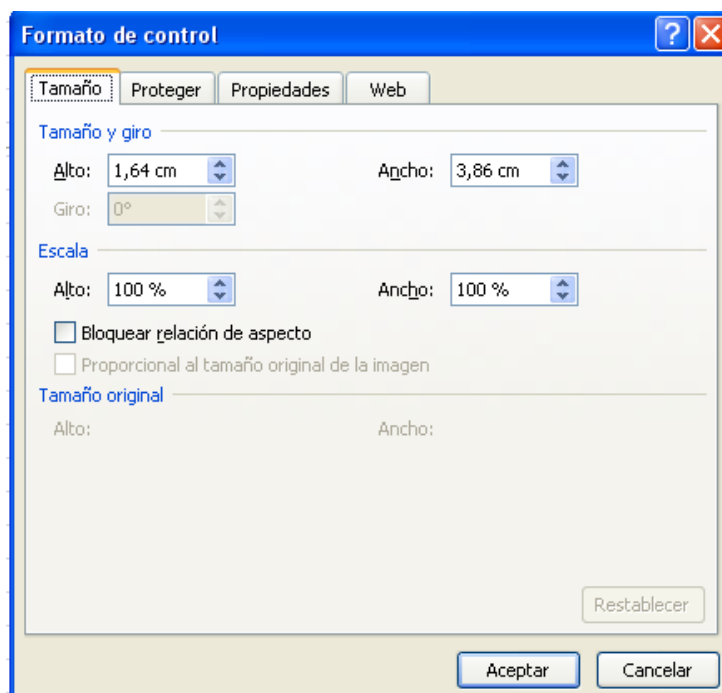 Formato de control
Tamaño Proteger Propiedades Web
Tamaño y giro
Alto: 1,64 cm Ancho: 3,86 cm
Giro: 0°
Escala
Alto: 100 % Ancho: 100 %
Bloquear relación de aspecto
Proporcional al tamaño original de la imagen
Tamaño original
Alto: Ancho:
Restablecer
Aceptar Cancelar